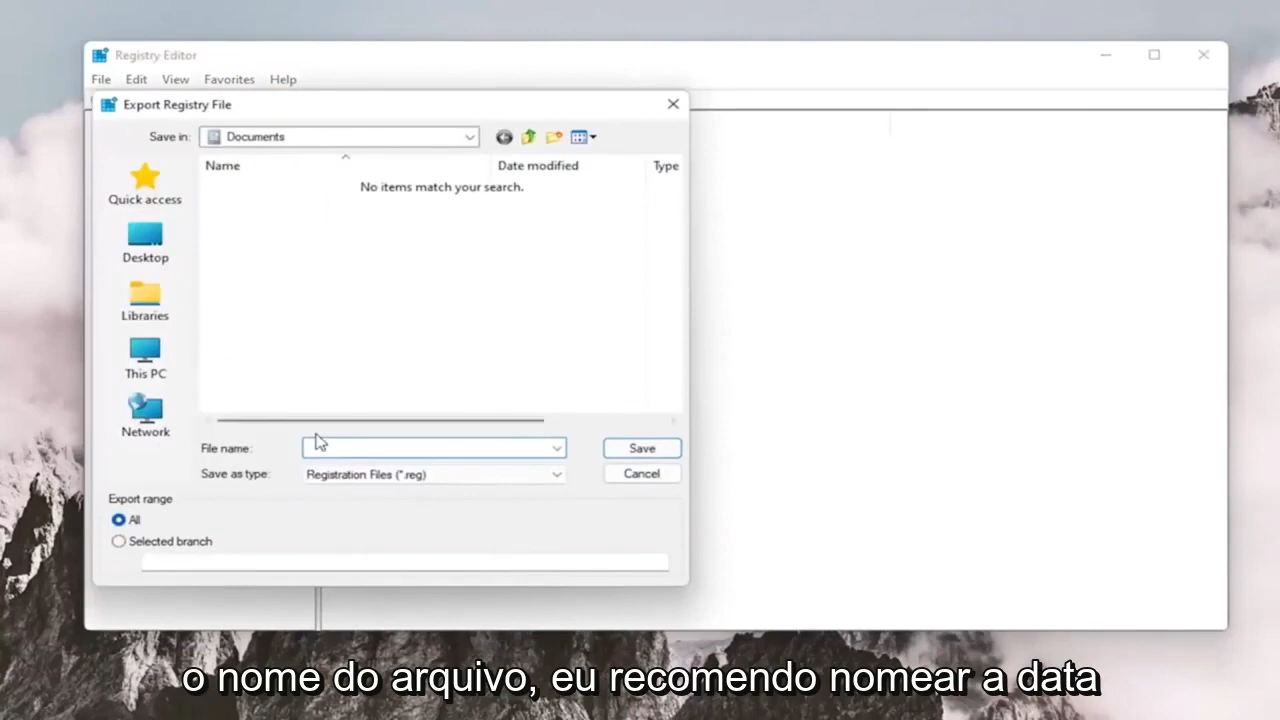 Registry Editor
File Edit View Favorites Help
Export Registry File
Save in: Documents
Name Date modified Type
No items match your search.
Quick access
Desktop
Libraries
This PC
Network
File name: Save
Save as type: Registration Files (*.reg) Cancel
Export range
All
Selected branch
o nome do arquivo, eu recomendo nomear a data